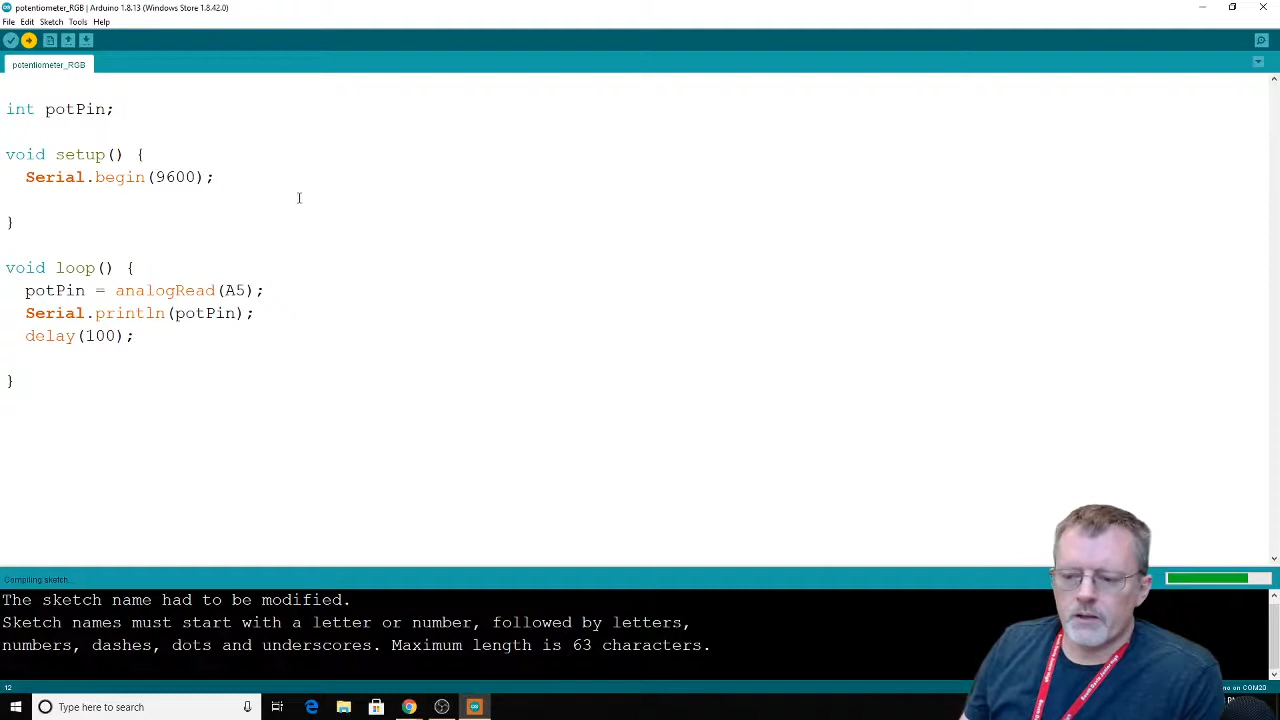 potentiometer_RGB | Arduino 1.8.13 (Windows Store 1.8.42.0)
File Edit Sketch Tools Help
potentiometer_RGB
int potPin;
void setup() {
Serial.begin(9600);
}
void loop() {
potPin = analogRead(A5);
Serial.println(potPin);
delay(100);
}
Compiling sketch...
The sketch name had to be modified.
Sketch names must start with a letter or number, followed by letters,
numbers, dashes, dots and underscores. Maximum length is 63 characters.
12
on COM20
Type here to search